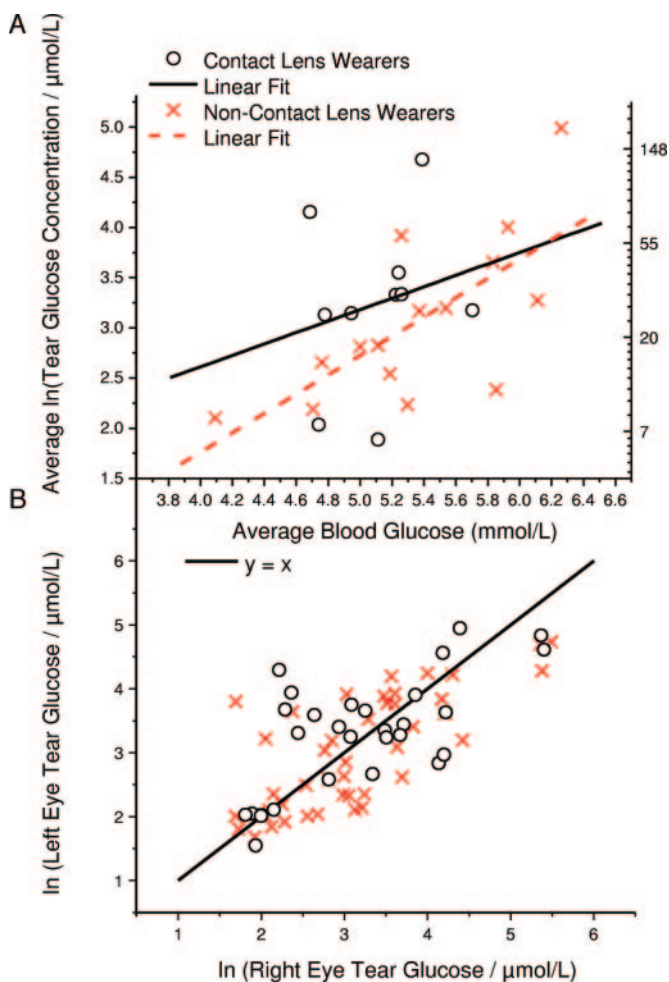 A
Contact Lens Wearers
Linear Fit
Non-Contact Lens Wearers
Linear Fit
Average ln(Tear Glucose Concentration / μmol/L)
5.0
4.5
4.0
3.5
3.0
2.5
2.0
1.5
148
55
20
7
3.8 4.0 4.2 4.4 4.6 4.8 5.0 5.2 5.4 5.6 5.8 6.0 6.2 6.4 6.6
Average Blood Glucose (mmol/L)
B
y = x
ln (Left Eye Tear Glucose / μmol/L)
6
5
4
3
2
1
1 2 3 4 5 6
ln (Right Eye Tear Glucose / μmol/L)